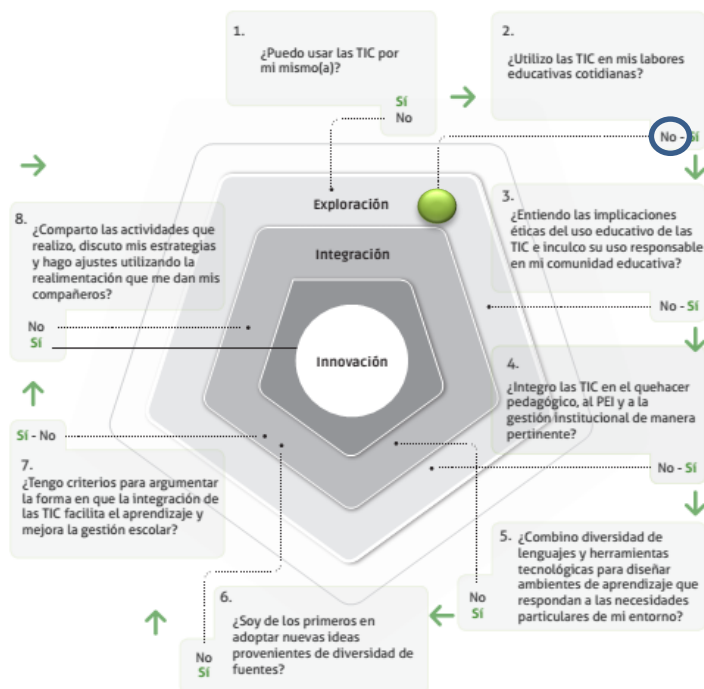 1.
¿Puedo usar las TIC por
mi mismo(a)?
Sí
No
2.
¿Utilizo las TIC en mis labores
educativas cotidianas?
No - Sí
3.
¿Entiendo las implicaciones
éticas del uso educativo de las
TIC e inculco su uso responsable
en mi comunidad educativa?
No - Sí
4.
¿Integro las TIC en el quehacer
pedagógico, al PEI y a la
gestión institucional de manera
pertinente?
No - Sí
5. ¿Combino diversidad de
lenguajes y herramientas
tecnológicas para diseñar
ambientes de aprendizaje que
respondan a las necesidades
particulares de mi entorno?
No
Sí
6.
¿Soy de los primeros en
adoptar nuevas ideas
provenientes de diversidad de
fuentes?
No
Sí
Sí - No
7.
¿Tengo criterios para argumentar
la forma en que la integración de
las TIC facilita el aprendizaje y
mejora la gestión escolar?
8.
¿Comparto las actividades que
realizo, discuto mis estrategias
y hago ajustes utilizando la
realimentación que me dan mis
compañeros?
No
Sí
Exploración
Integración
Innovación